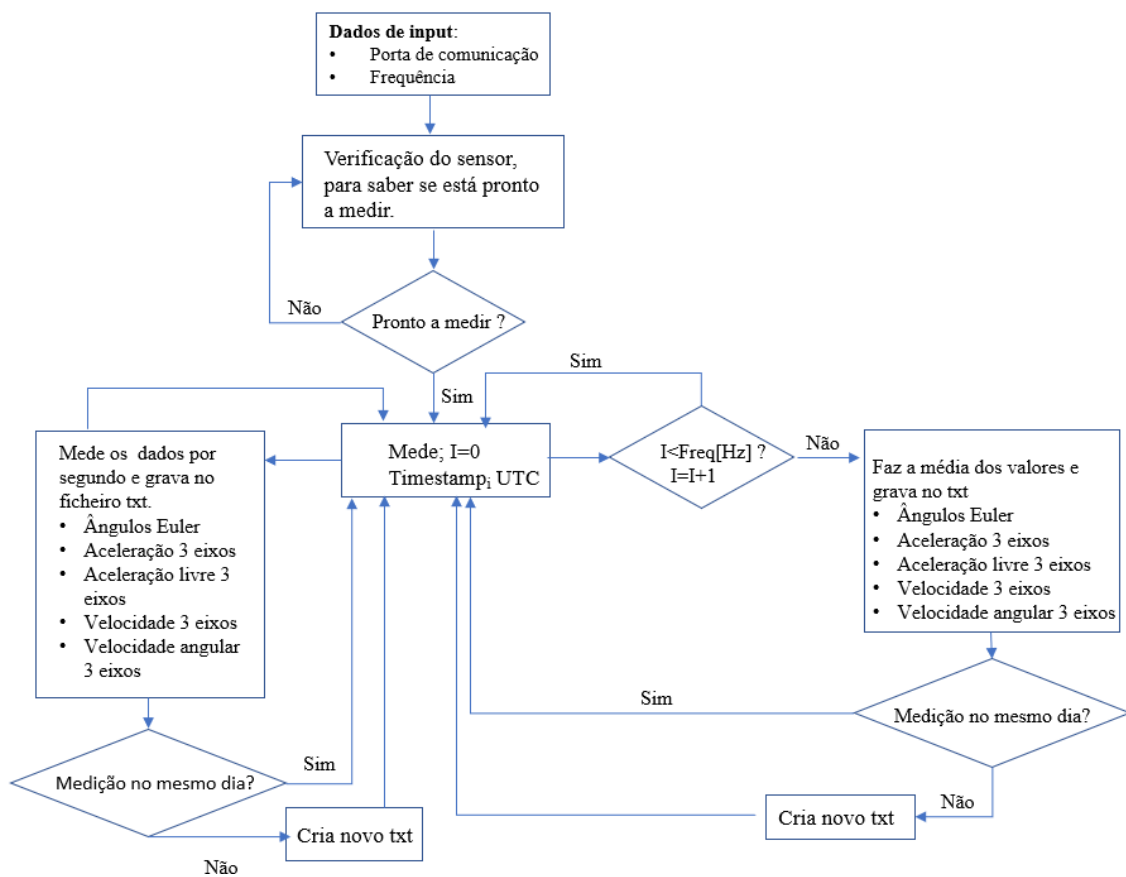 Dados de input:
• Porta de comunicação
• Frequência
Verificação do sensor,
para saber se está pronto
a medir.
Não
Pronto a medir ?
Sim
Sim
Mede; I=0
Timestampᵢ UTC
I<Freq[Hz] ?
I=I+1
Não
Mede os dados por
segundo e grava no
ficheiro txt.
• Ângulos Euler
• Aceleração 3 eixos
• Aceleração livre 3
eixos
• Velocidade 3 eixos
• Velocidade angular
3 eixos
Faz a média dos valores e
grava no txt
• Ângulos Euler
• Aceleração 3 eixos
• Aceleração livre 3 eixos
• Velocidade 3 eixos
• Velocidade angular 3 eixos
Sim
Medição no mesmo dia?
Medição no mesmo dia?
Sim
Não
Cria novo txt
Cria novo txt
Não